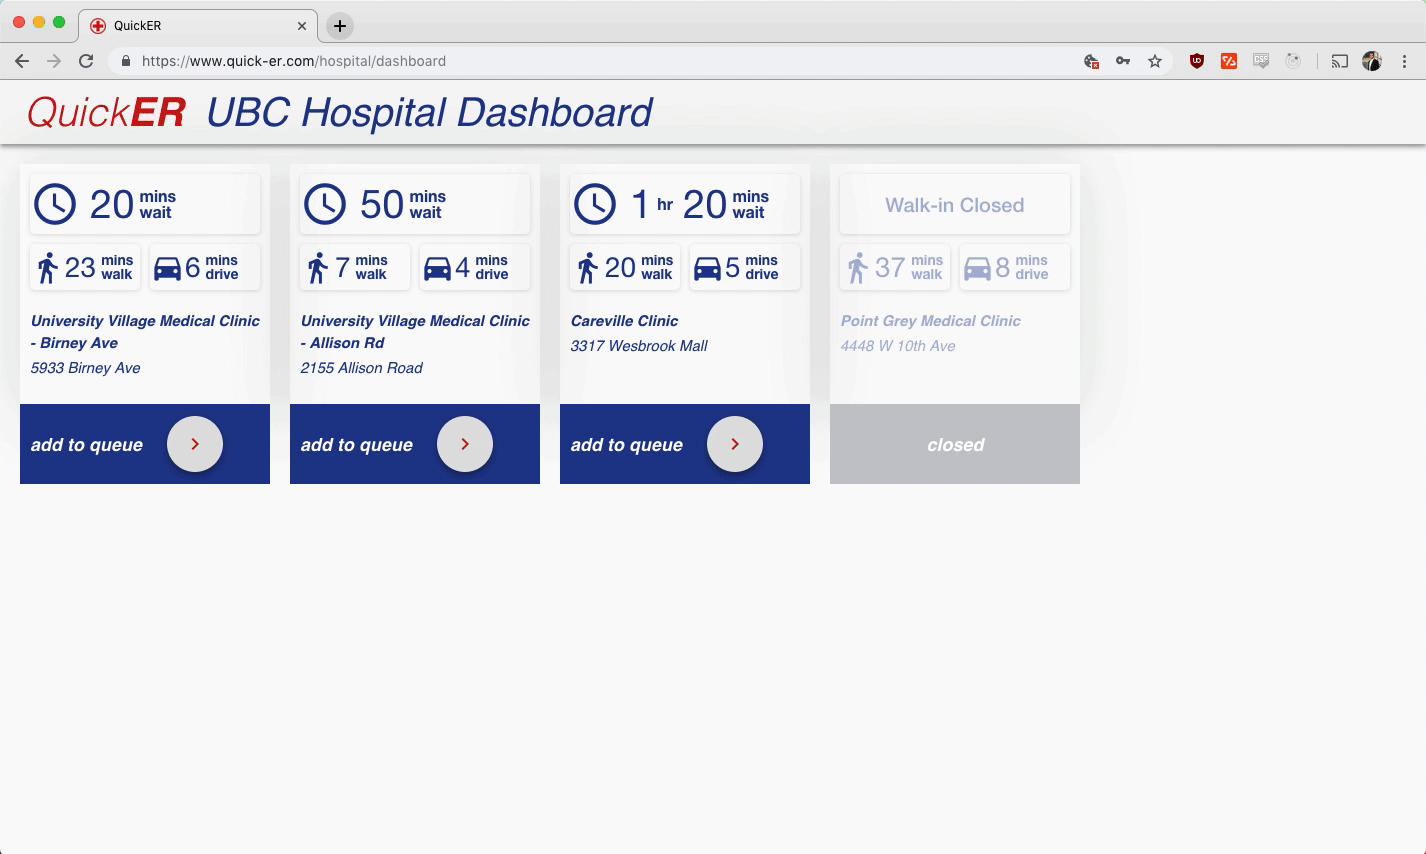 QuickER
https://www.quick-er.com/hospital/dashboard
QuickER UBC Hospital Dashboard
20 mins wait
23 mins walk
6 mins drive
University Village Medical Clinic
- Birney Ave
5933 Birney Ave
add to queue
50 mins wait
7 mins walk
4 mins drive
University Village Medical Clinic
- Allison Rd
2155 Allison Road
add to queue
1 hr 20 mins wait
20 mins walk
5 mins drive
Careville Clinic
3317 Wesbrook Mall
add to queue
Walk-in Closed
37 mins walk
8 mins drive
Point Grey Medical Clinic
4448 W 10th Ave
closed